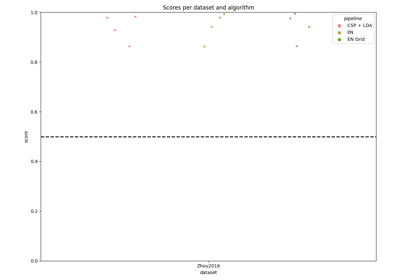 Scores per dataset and algorithm
pipeline
CSP + LDA
EN
EN Grid
1.0
0.8
0.6
0.4
0.2
0.0
score
Zhou2016
dataset